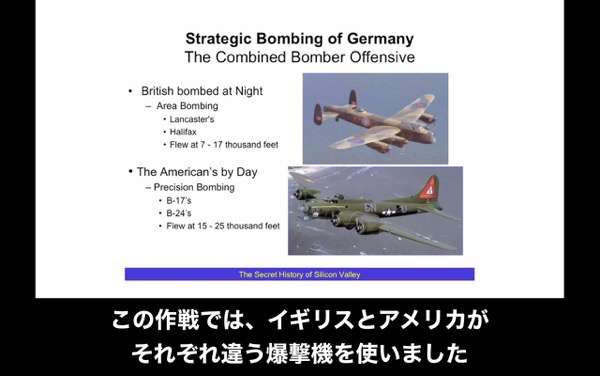 Strategic Bombing of Germany
The Combined Bomber Offensive
• British bombed at Night
– Area Bombing
• Lancaster's
• Halifax
• Flew at 7 - 17 thousand feet
• The American's by Day
– Precision Bombing
• B-17's
• B-24's
• Flew at 15 - 25 thousand feet
The Secret History of Silicon Valley
この作戦では、イギリスとアメリカが
それぞれ違う爆撃機を使いました